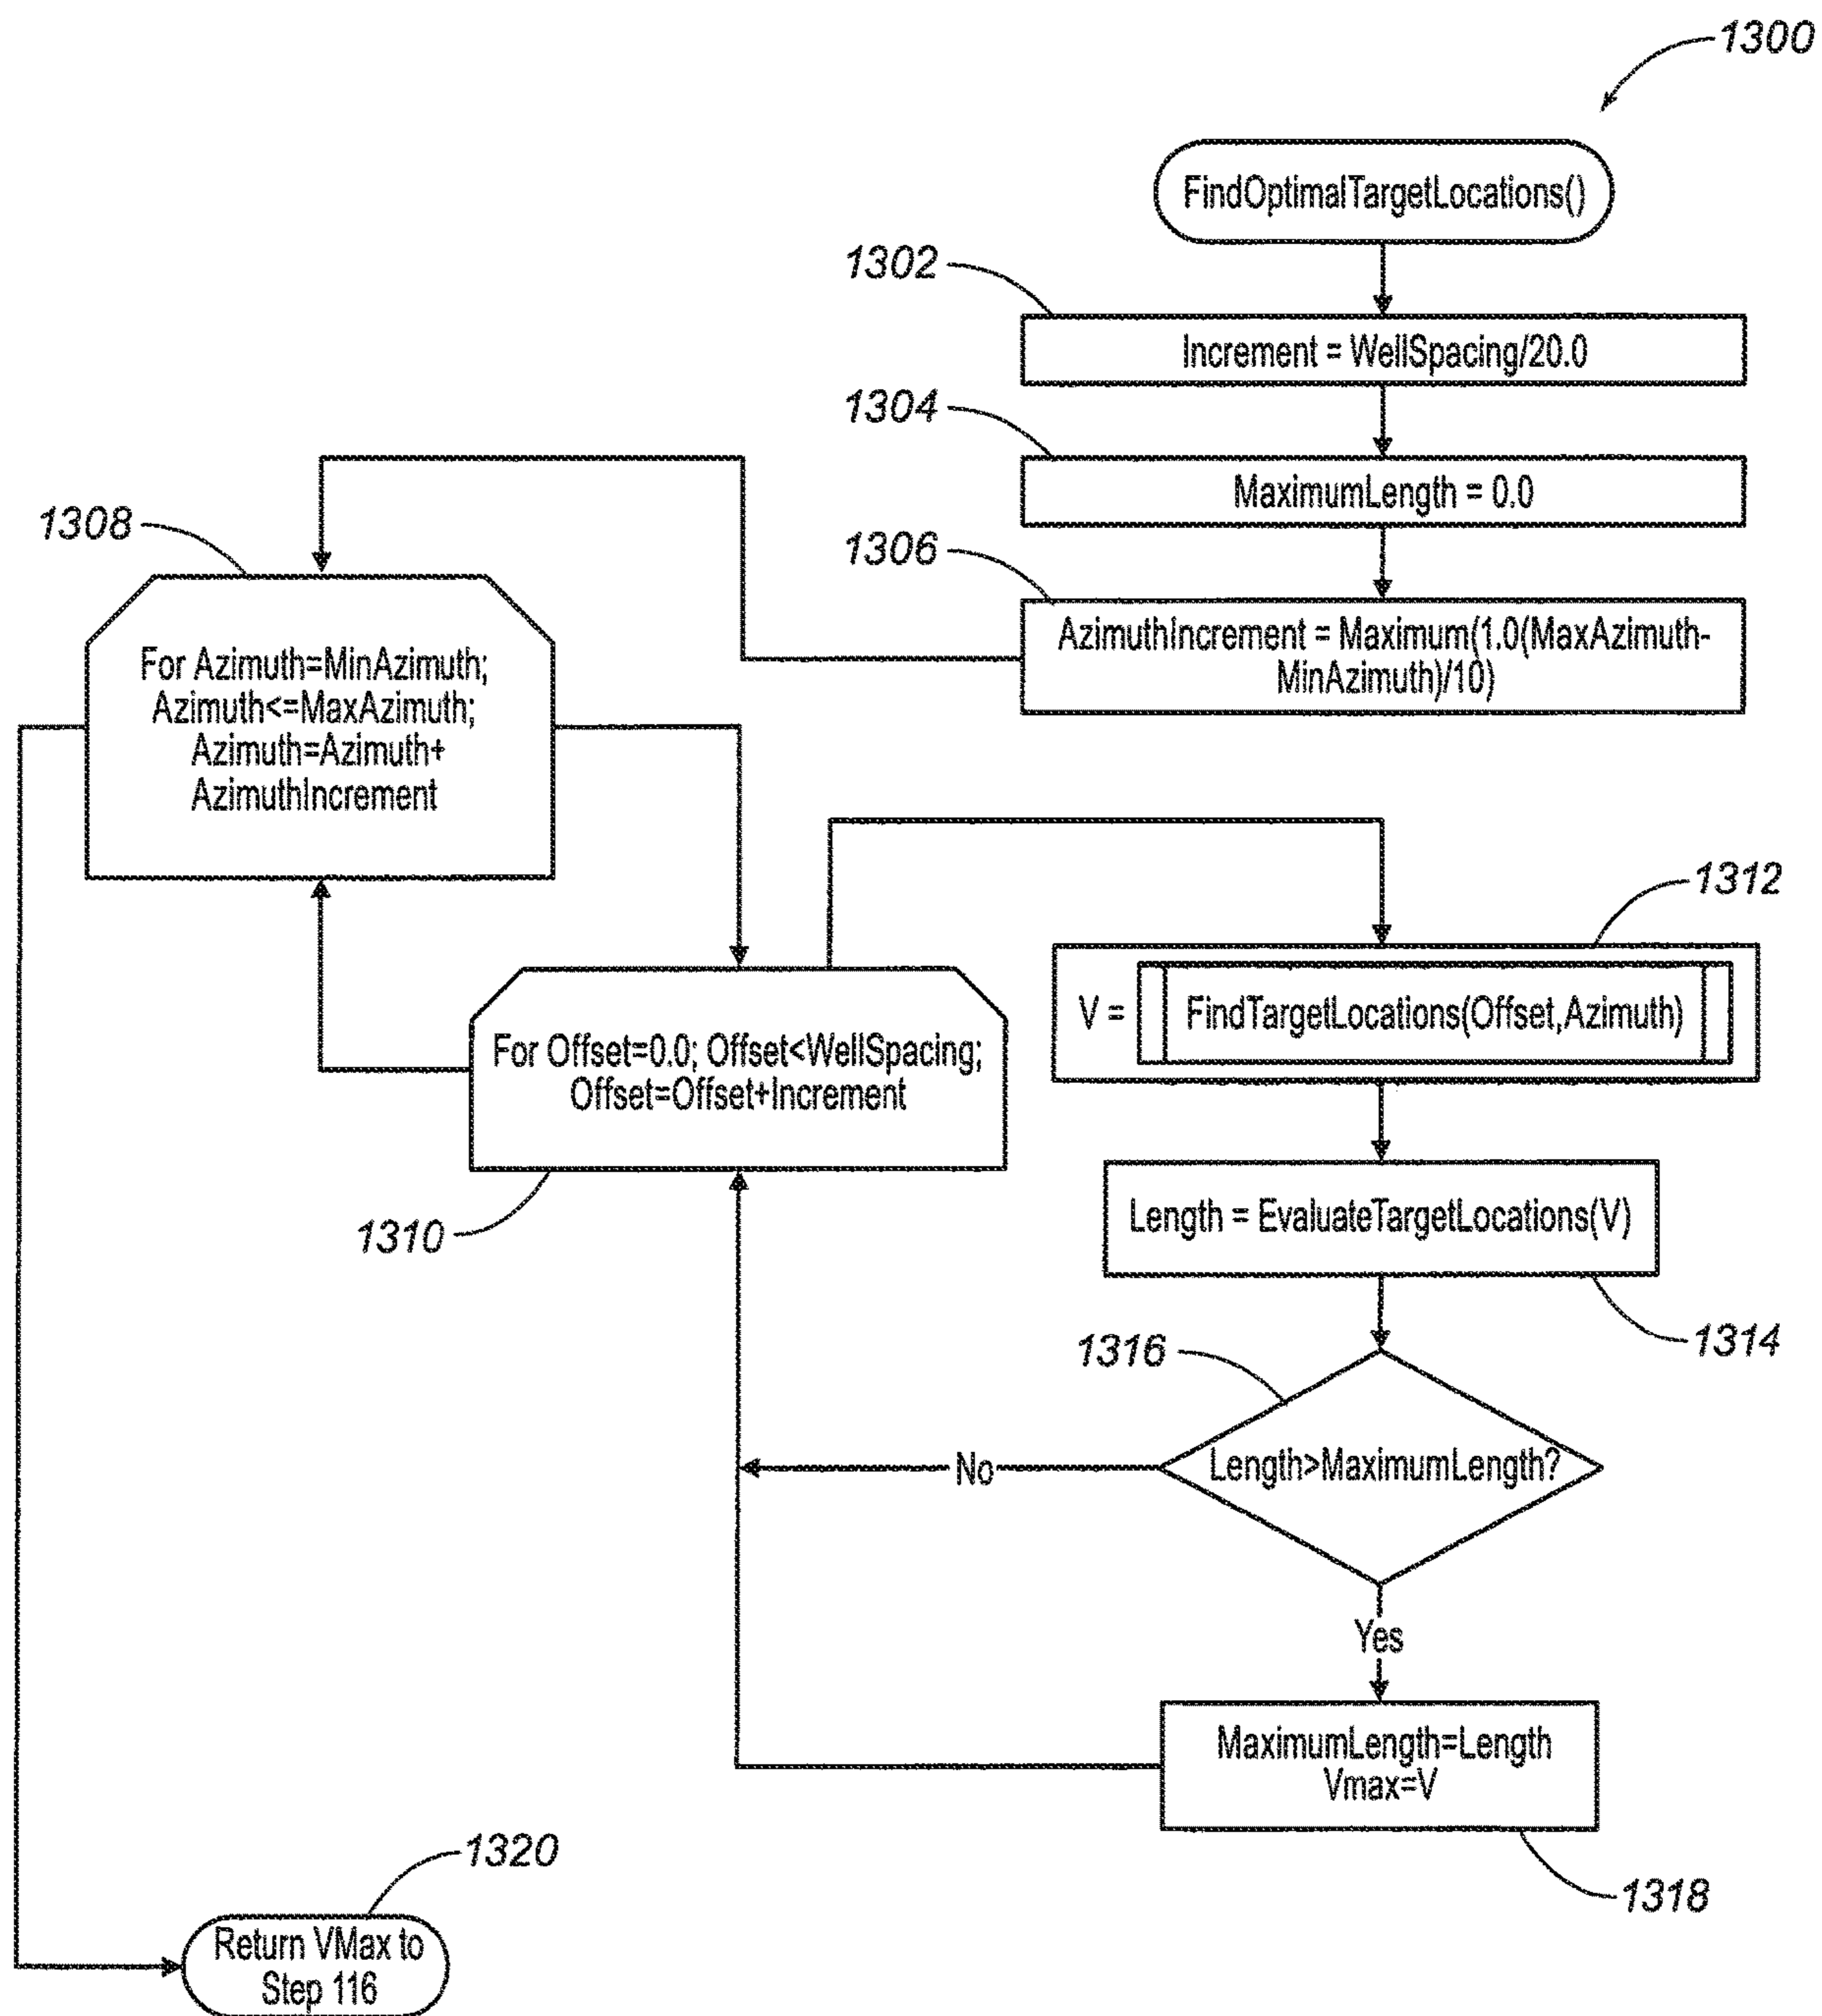 1300
FindOptimalTargetLocations()
1302
Increment = WellSpacing/20.0
1304
MaximumLength = 0.0
1306
AzimuthIncrement = Maximum(1.0(MaxAzimuth-
MinAzimuth)/10)
1308
For Azimuth=MinAzimuth;
Azimuth<=MaxAzimuth;
Azimuth=Azimuth+
AzimuthIncrement
1310
For Offset=0.0; Offset<WellSpacing;
Offset=Offset+Increment
1312
V = FindTargetLocations(Offset,Azimuth)
Length = EvaluateTargetLocations(V)
1314
1316
Length>MaximumLength?
No
Yes
MaximumLength=Length
Vmax=V
1318
1320
Return VMax to
Step 116